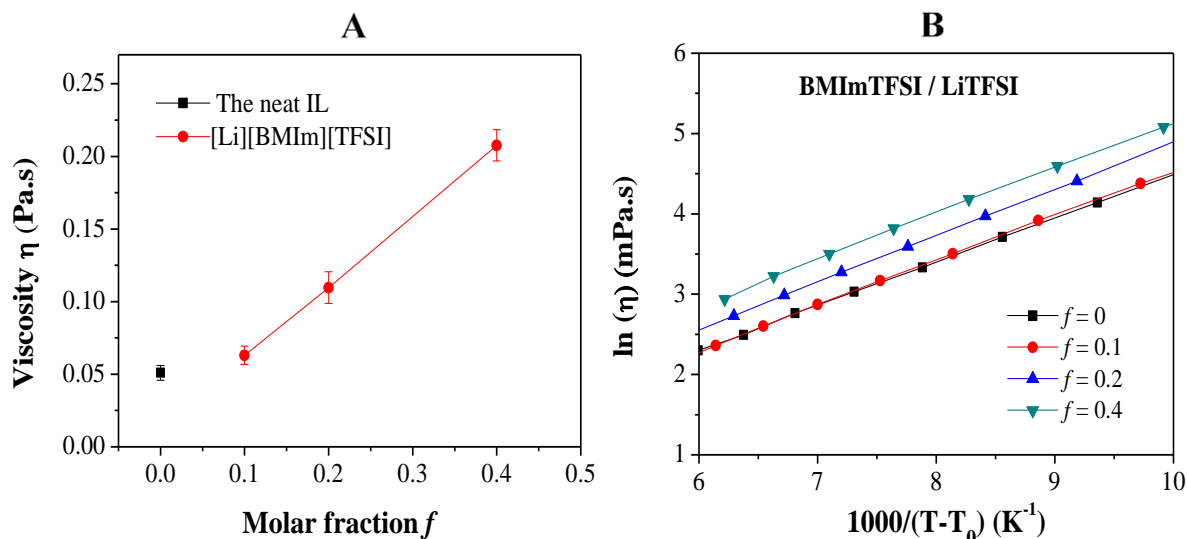 A
Viscosity η (Pa.s)
0.25
0.20
0.15
0.10
0.05
0.00
The neat IL
[Li][BMIm][TFSI]
0.0 0.1 0.2 0.3 0.4 0.5
Molar fraction f
B
ln (η) (mPa.s)
6
5
4
3
2
1
BMImTFSI / LiTFSI
f = 0
f = 0.1
f = 0.2
f = 0.4
6 7 8 9 10
1000/(T-T₀) (K⁻¹)